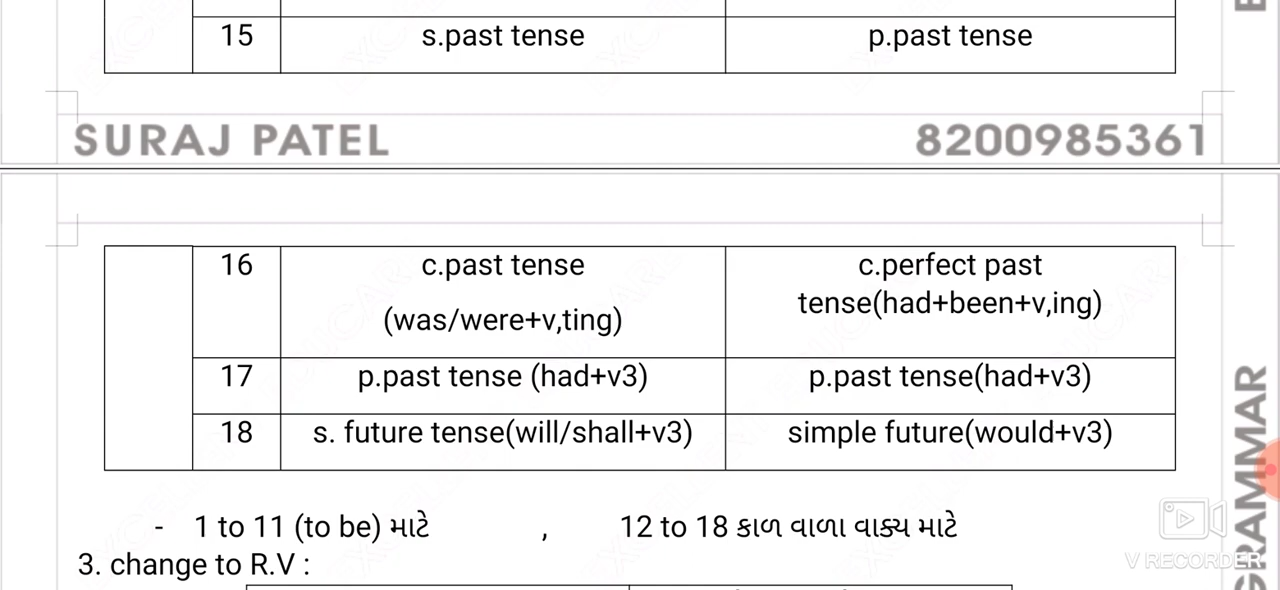 15 s.past tense p.past tense
SURAJ PATEL 8200985361
16 c.past tense c.perfect past
(was/were+v,ting) tense(had+been+v,ing)
17 p.past tense (had+v3) p.past tense(had+v3)
18 s. future tense(will/shall+v3) simple future(would+v3)
- 1 to 11 (to be) માટે , 12 to 18 કાળ વાળા વાક્ય માટે
3. change to R.V :
GRAMMAR
V RECORDER